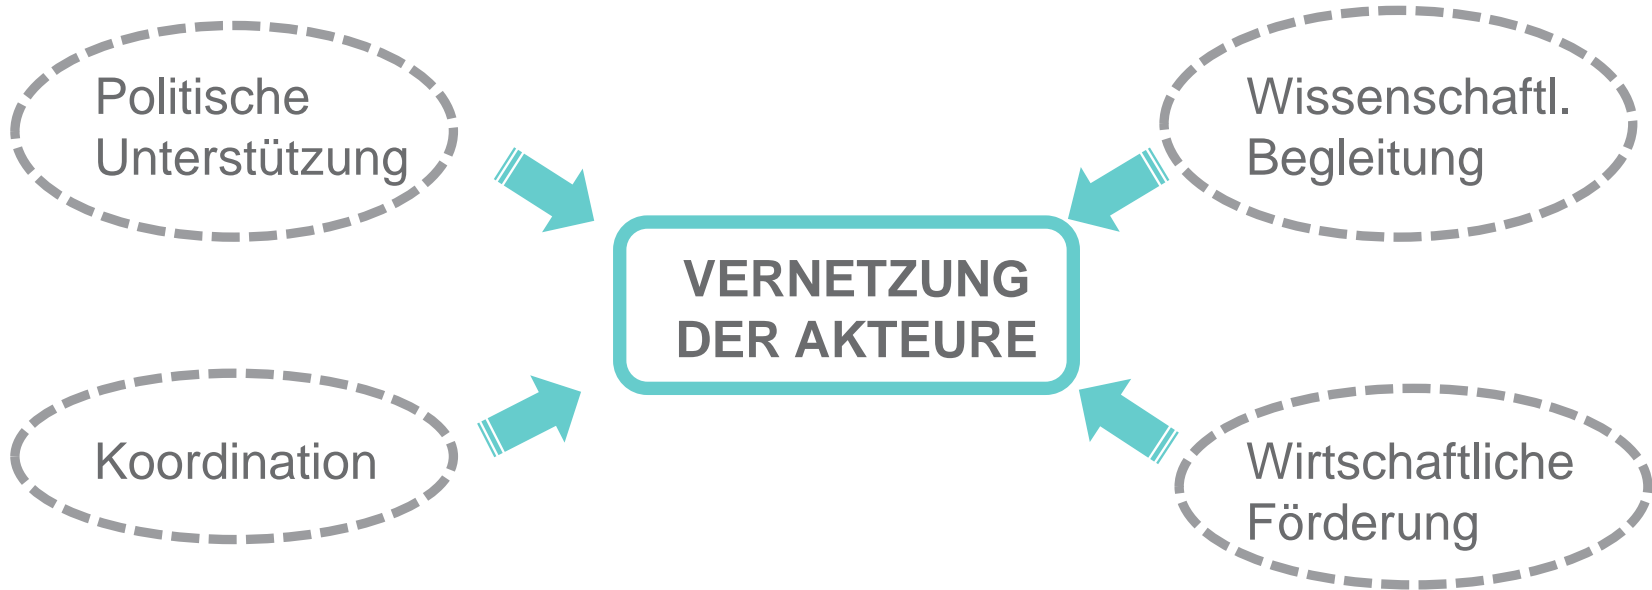 Politische
Unterstützung
Wissenschaftl.
Begleitung
VERNETZUNG
DER AKTEURE
Koordination
Wirtschaftliche
Förderung